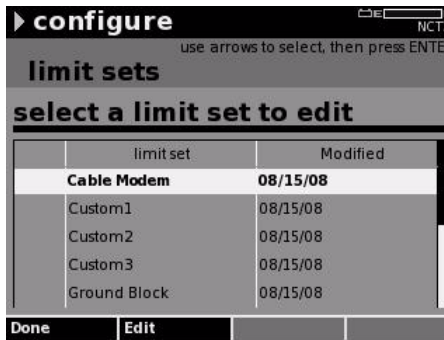 configure
E
NCT
use arrows to select, then press ENTE
limit sets
select a limit set to edit
limit set Modified
Cable Modem 08/15/08
Custom1 08/15/08
Custom2 08/15/08
Custom3 08/15/08
Ground Block 08/15/08
Done Edit